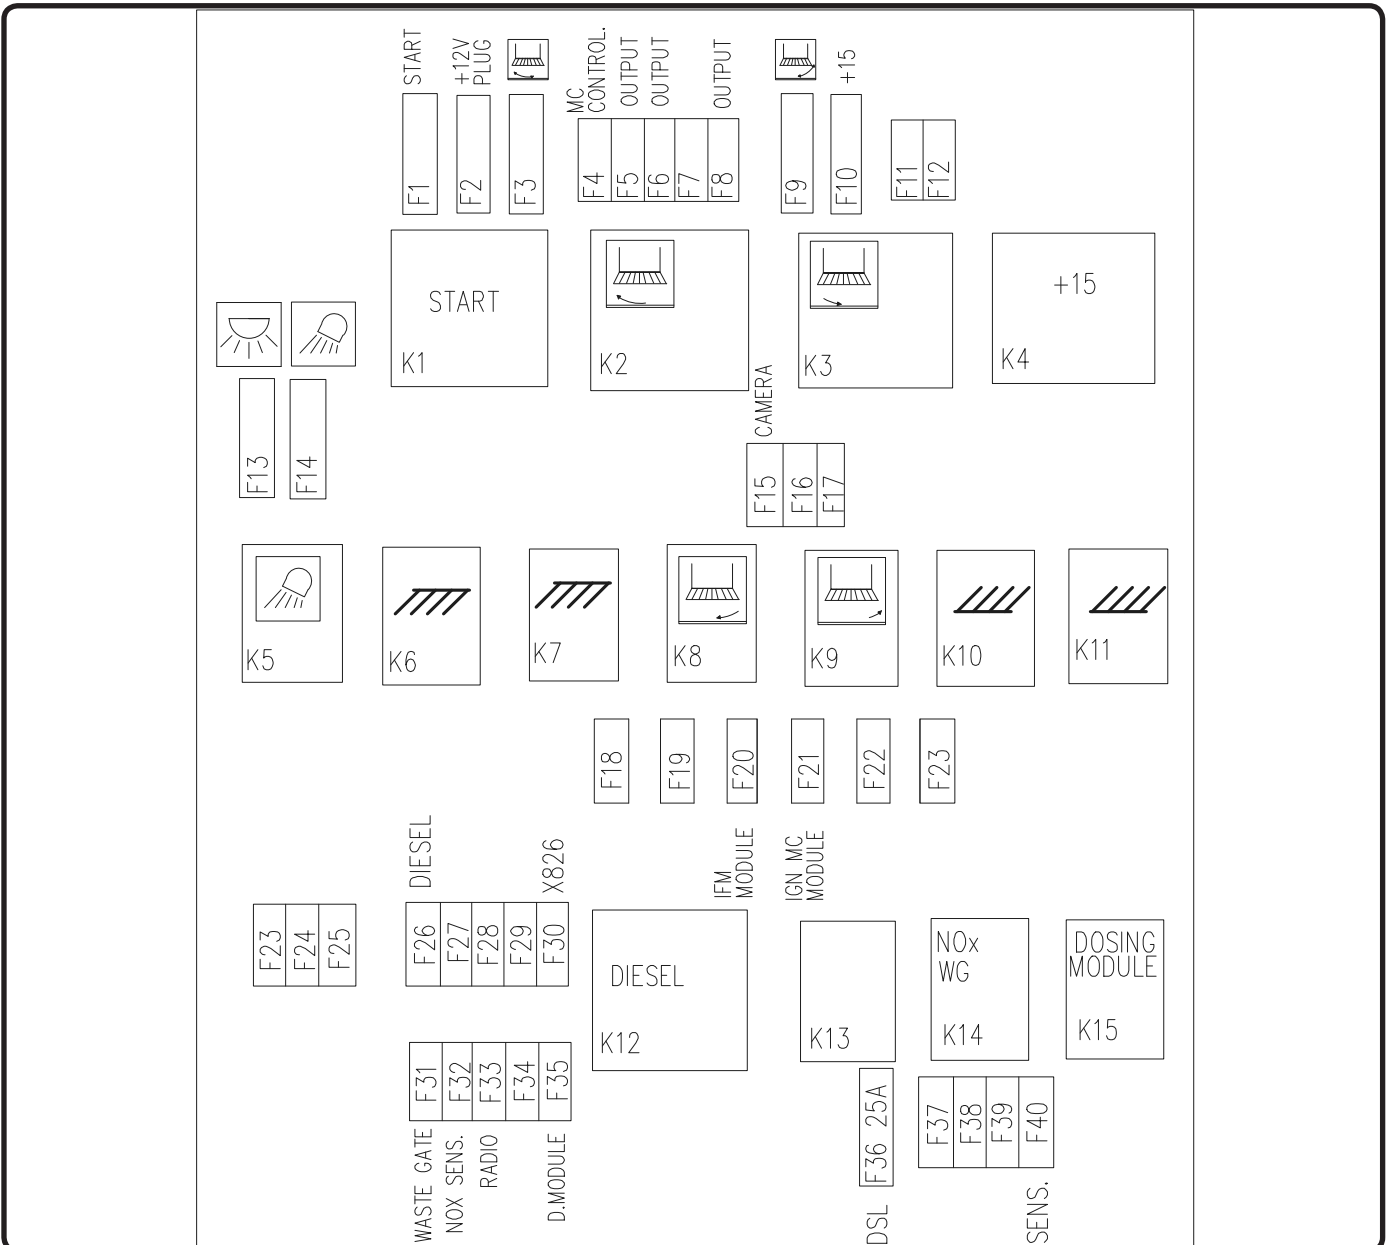 START
+12V
PLUG
MC
CONTROL.
OUTPUT
OUTPUT
OUTPUT
+15
F1
F2
F3
F4
F5
F6
F7
F8
F9
F10
F11
F12
START
K1
K2
K3
+15
K4
CAMERA
F13
F14
F15
F16
F17
K5
K6
K7
K8
K9
K10
K11
F18
F19
F20
F21
F22
F23
DIESEL
X826
IFM
MODULE
IGN MC
MODULE
F23
F24
F25
F26
F27
F28
F29
F30
DIESEL
K12
K13
NOx
WG
K14
DOSING
MODULE
K15
F31
F32
F33
F34
F35
F36 25A
F37
F38
F39
F40
WASTE GATE
NOX SENS.
RADIO
D.MODULE
DSL
SENS.